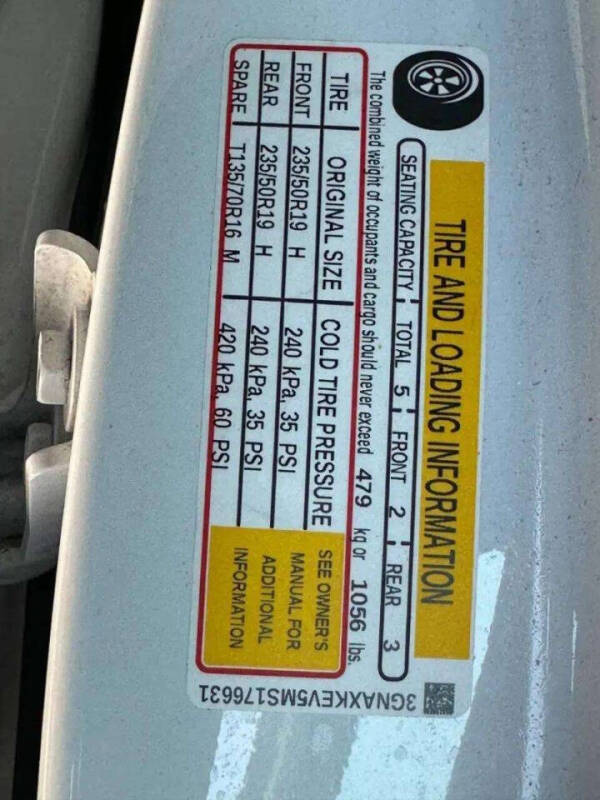 TIRE AND LOADING INFORMATION
SEATING CAPACITY TOTAL 5 FRONT 2 REAR 3
The combined weight of occupants and cargo should never exceed 479 kg or 1056 lbs.
TIRE ORIGINAL SIZE COLD TIRE PRESSURE
FRONT 235/50R19 H 240 kPa, 35 PSI
REAR 235/50R19 H 240 kPa, 35 PSI
SPARE T135/70R16 M 420 kPa, 60 PSI
SEE OWNER'S
MANUAL FOR
ADDITIONAL
INFORMATION
3GNAXKEV5MS176631